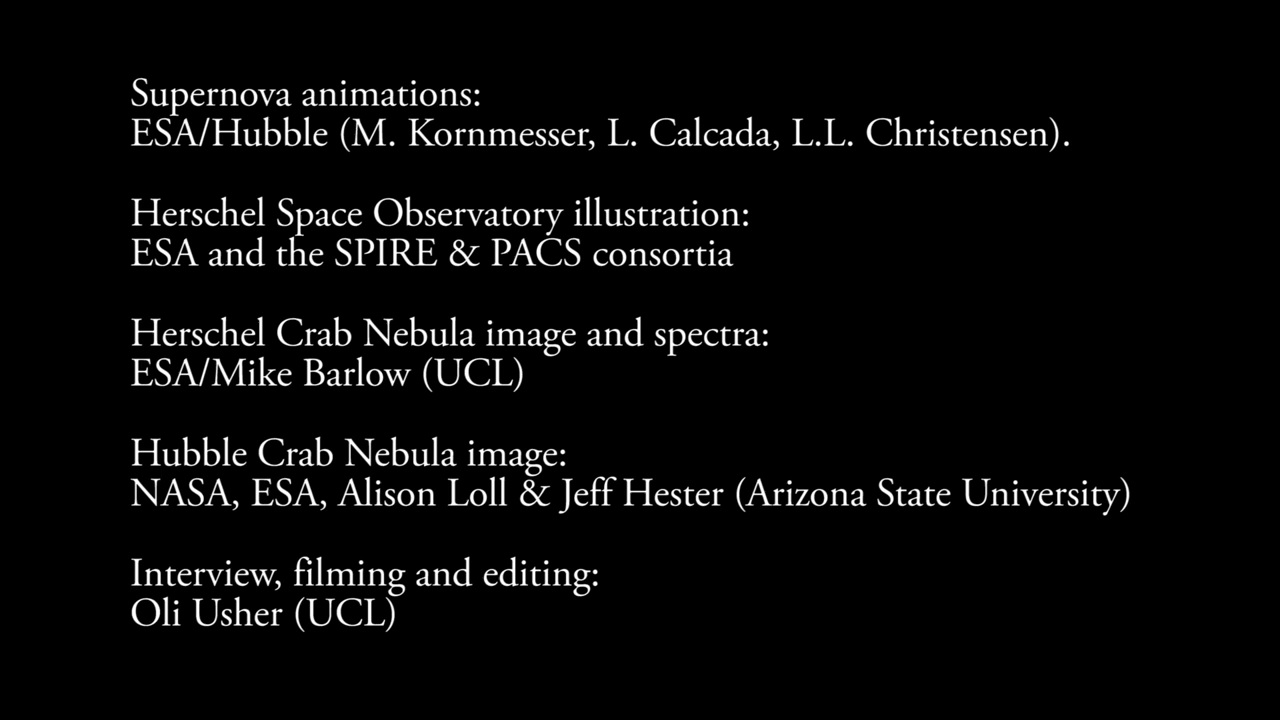 Supernova animations:
ESA/Hubble (M. Kornmesser, L. Calcada, L.L. Christensen).
Herschel Space Observatory illustration:
ESA and the SPIRE & PACS consortia
Herschel Crab Nebula image and spectra:
ESA/Mike Barlow (UCL)
Hubble Crab Nebula image:
NASA, ESA, Alison Loll & Jeff Hester (Arizona State University)
Interview, filming and editing:
Oli Usher (UCL)